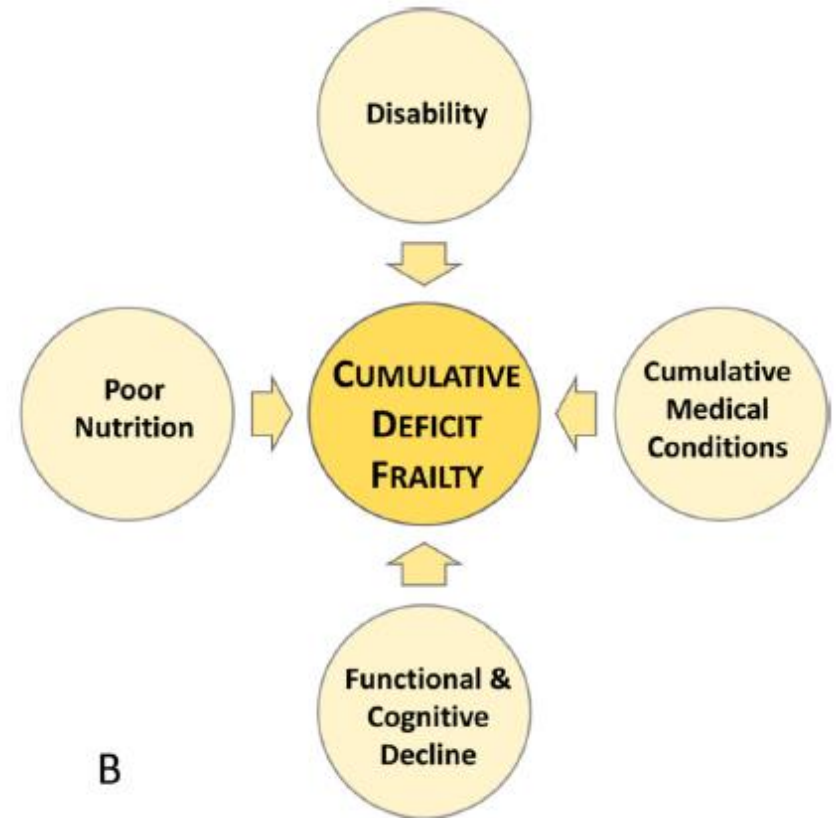 Disability
Poor
Nutrition
CUMULATIVE
DEFICIT
FRAILTY
Cumulative
Medical
Conditions
Functional &
Cognitive
Decline
B